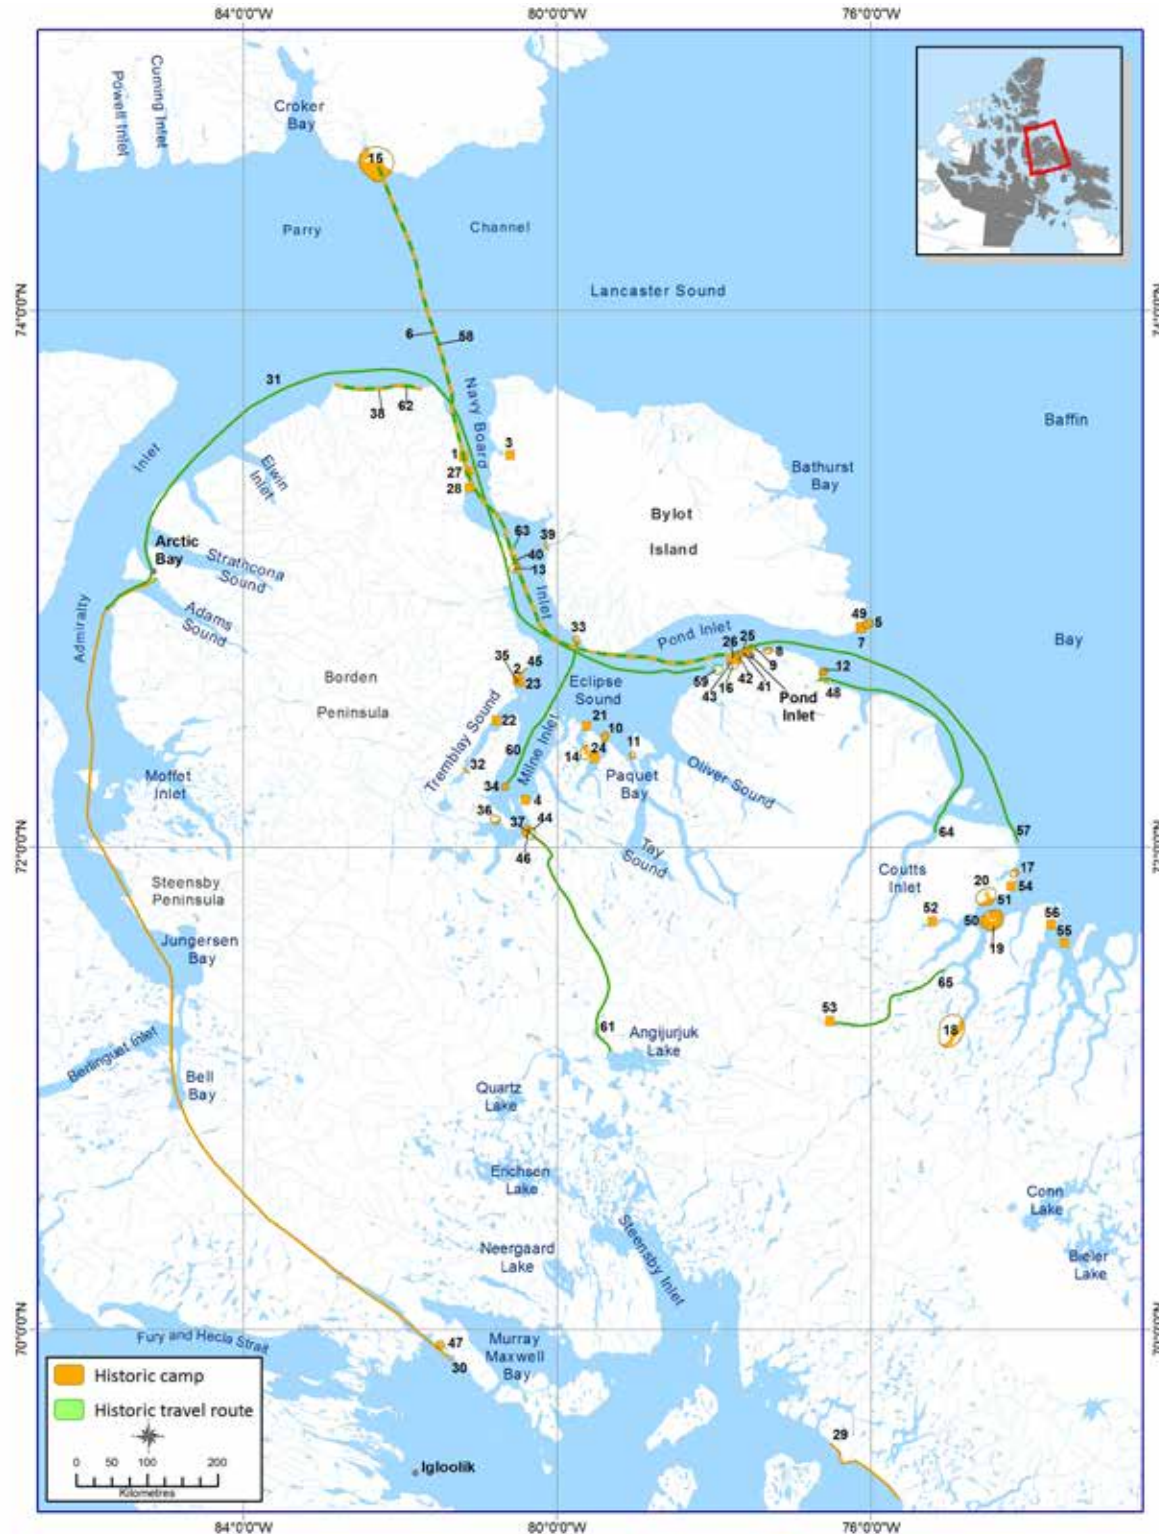 84°0'0"W
80°0'0"W
76°0'0"W
Cuming Inlet
Powell Inlet
Croker
Bay
15
Parry
Channel
Lancaster Sound
74°0'0"N
74°0'0"N
6
58
31
38
62
Navy Board
Inlet
3
1
27
28
Baffin
Bay
Inlet
Admiralty
Elwin
Inlet
Bathurst
Bay
Bylot
Island
63
39
40
13
Arctic
Bay
Strathcona
Sound
Adams
Sound
33
Pond Inlet
49
5
7
25
26
8
9
12
48
59
43
16
42
41
Pond
Inlet
35
2
45
23
Borden
Peninsula
Eclipse
Sound
22
21
10
11
14
24
Tremblay Sound
60
Milne Inlet
32
34
4
36
37
44
46
Paquet
Bay
Oliver Sound
Moffet
Inlet
64
57
72°0'0"N
72°0'0"N
Tay
Sound
Coutts
Inlet
17
20
54
51
52
50
19
56
55
Steensby
Peninsula
Jungersen
Bay
65
53
18
61
Angijurjuk
Lake
Berlinguet Inlet
Bell
Bay
Quartz
Lake
Erichsen
Lake
Steensby Inlet
Conn
Lake
Bieler
Lake
Neergaard
Lake
70°0'0"N
70°0'0"N
Fury and Hecla Strait
47
30
Murray
Maxwell
Bay
29
Igloolik
Historic camp
Historic travel route
0 50 100 200
Kilometres
84°0'0"W
80°0'0"W
76°0'0"W